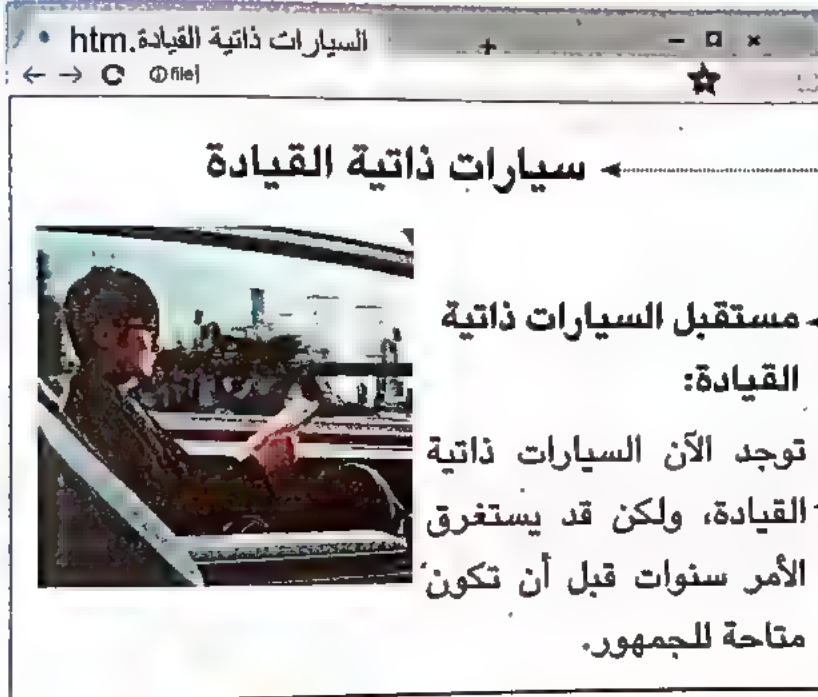 السيارات ذاتية القيادة.htm
file
سيارات ذاتية القيادة
مستقبل السيارات ذاتية
القيادة:
توجد الآن السيارات ذاتية
القيادة، ولكن قد يستغرق
الأمر سنوات قبل أن تكون
متاحة للجمهور.